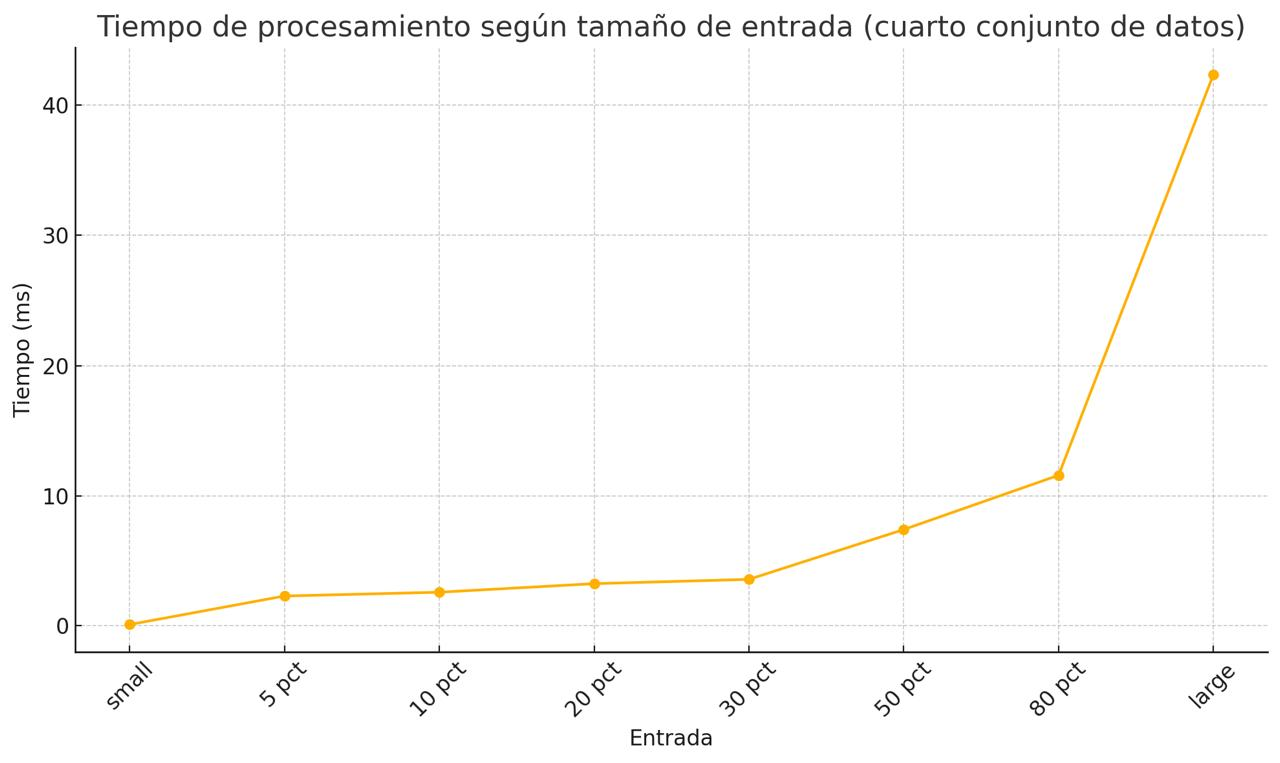 Tiempo de procesamiento según tamaño de entrada (cuarto conjunto de datos)
Tiempo (ms)
40
30
20
10
0
small
5 pct
10 pct
20 pct
30 pct
50 pct
80 pct
large
Entrada